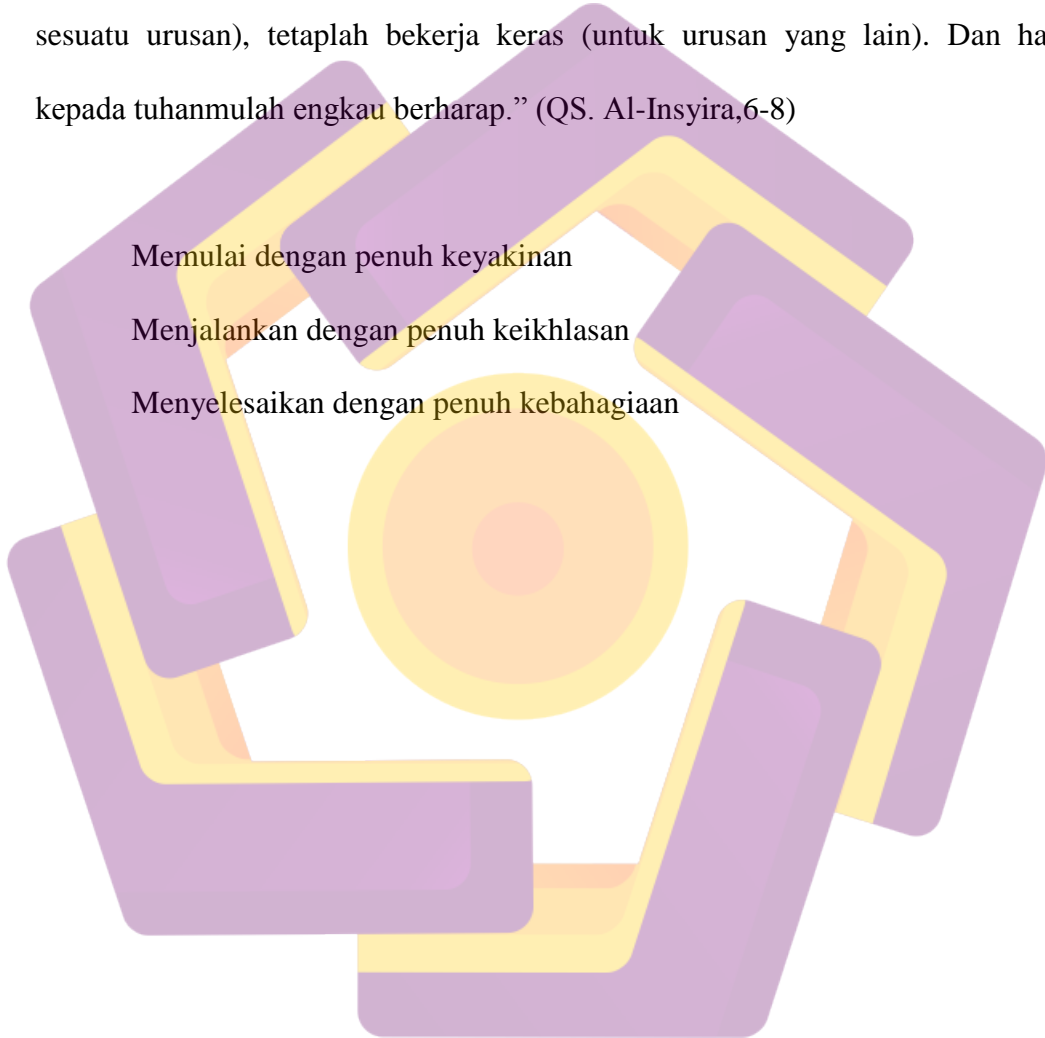 sesuatu urusan), tetaplah bekerja keras (untuk urusan yang lain). Dan ha
kepada tuhanmulah engkau berharap.” (QS. Al-Insyira,6-8)
Memulai dengan penuh keyakinan
Menjalankan dengan penuh keikhlasan
Menyelesaikan dengan penuh kebahagiaan